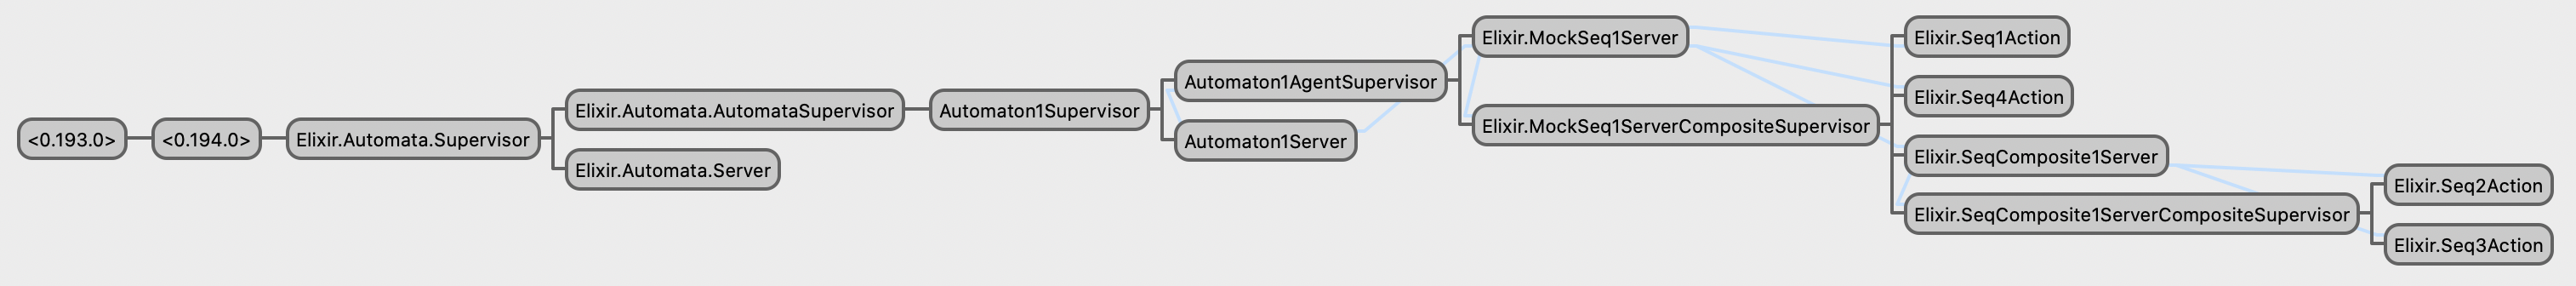 <0.193.0>
<0.194.0>
Elixir.Automata.Supervisor
Elixir.Automata.AutomataSupervisor
Elixir.Automata.Server
Automaton1Supervisor
Automaton1AgentSupervisor
Automaton1Server
Elixir.MockSeq1Server
Elixir.MockSeq1ServerCompositeSupervisor
Elixir.Seq1Action
Elixir.Seq4Action
Elixir.SeqComposite1Server
Elixir.SeqComposite1ServerCompositeSupervisor
Elixir.Seq2Action
Elixir.Seq3Action